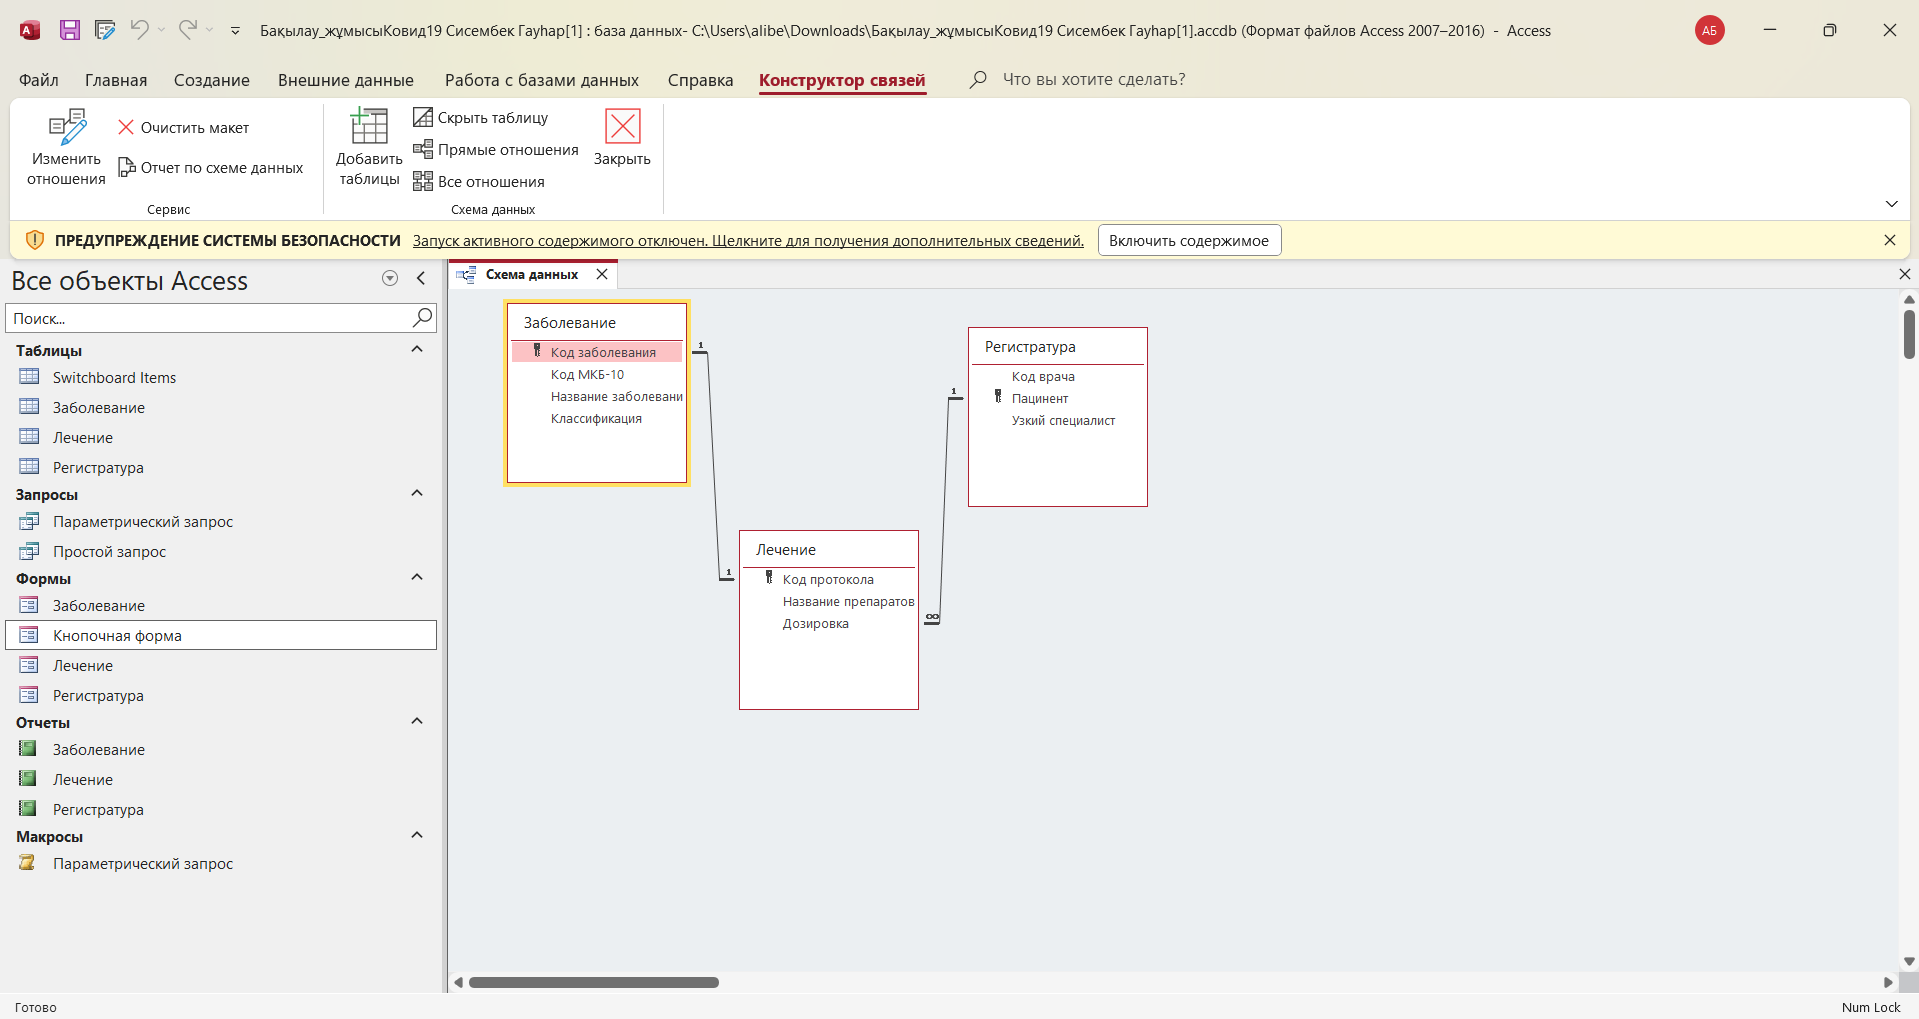 Бақылау_жұмысыКовид19 Сисембек Гауһар[1] : база данных- C:\Users\alibe\Downloads\Бақылау_жұмысыКовид19 Сисембек Гауһар[1].accdb (Формат файлов Access 2007–2016) - Access
АБ
Файл Главная Создание Внешние данные Работа с базами данных Справка Конструктор связей Что вы хотите сделать?
Изменить отношения
Очистить макет
Отчет по схеме данных
Сервис
Добавить таблицы
Скрыть таблицу
Прямые отношения
Все отношения
Закрыть
Схема данных
ПРЕДУПРЕЖДЕНИЕ СИСТЕМЫ БЕЗОПАСНОСТИ Запуск активного содержимого отключен. Щелкните для получения дополнительных сведений. Включить содержимое
Все объекты Access
Поиск...
Таблицы
Switchboard Items
Заболевание
Лечение
Регистратура
Запросы
Параметрический запрос
Простой запрос
Формы
Заболевание
Кнопочная форма
Лечение
Регистратура
Отчеты
Заболевание
Лечение
Регистратура
Макросы
Параметрический запрос
Схема данных
Заболевание
Код заболевания
Код МКБ-10
Название заболевани
Классификация
1
1
Лечение
Код протокола
Название препаратов
Дозировка
∞
1
Регистратура
Код врача
Пацинент
Узкий специалист
Готово
Num Lock